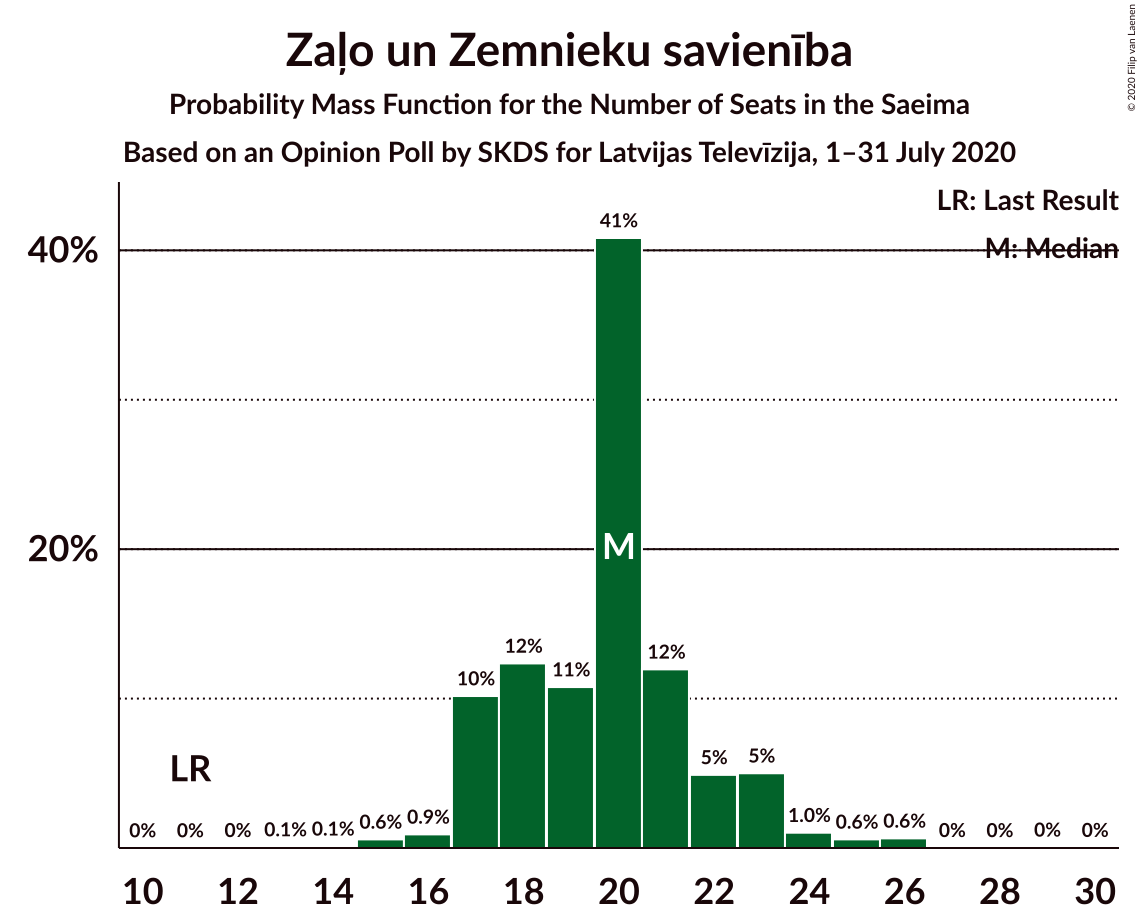 Zaļo un Zemnieku savienība
Probability Mass Function for the Number of Seats in the Saeima
Based on an Opinion Poll by SKDS for Latvijas Televīzija, 1–31 July 2020
© 2020 Filip van Laenen
LR: Last Result
M: Median
40%
20%
41%
M
12%
12%
11%
10%
5%
5%
LR
0%
0%
0%
0.1%
0.1%
0.6%
0.9%
1.0%
0.6%
0.6%
0%
0%
0%
0%
10 12 14 16 18 20 22 24 26 28 30